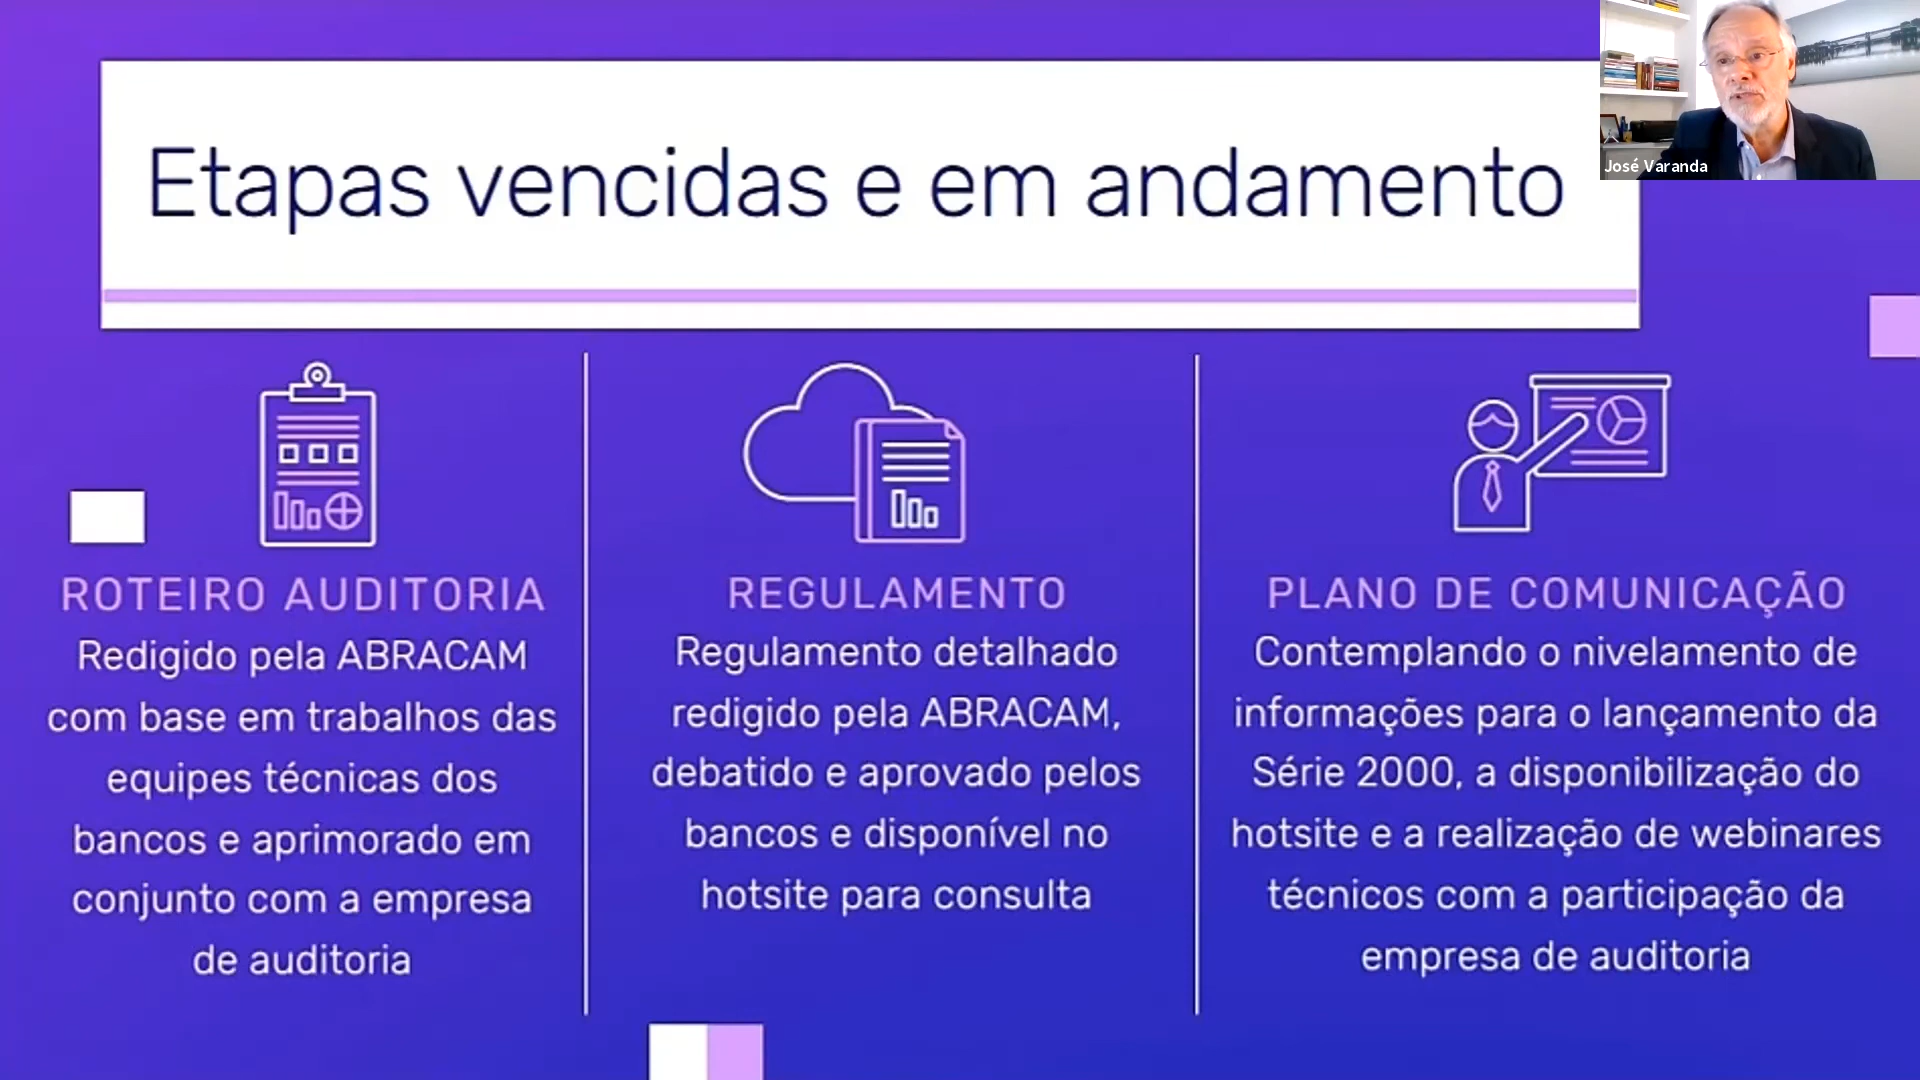 José Varanda
Etapas vencidas e em andamento
ROTEIRO AUDITORIA
Redigido pela ABRACAM
com base em trabalhos das
equipes técnicas dos
bancos e aprimorado em
conjunto com a empresa
de auditoria
REGULAMENTO
Regulamento detalhado
redigido pela ABRACAM,
debatido e aprovado pelos
bancos e disponível no
hotsite para consulta
PLANO DE COMUNICAÇÃO
Contemplando o nivelamento de
informações para o lançamento da
Série 2000, a disponibilização do
hotsite e a realização de webinares
técnicos com a participação da
empresa de auditoria